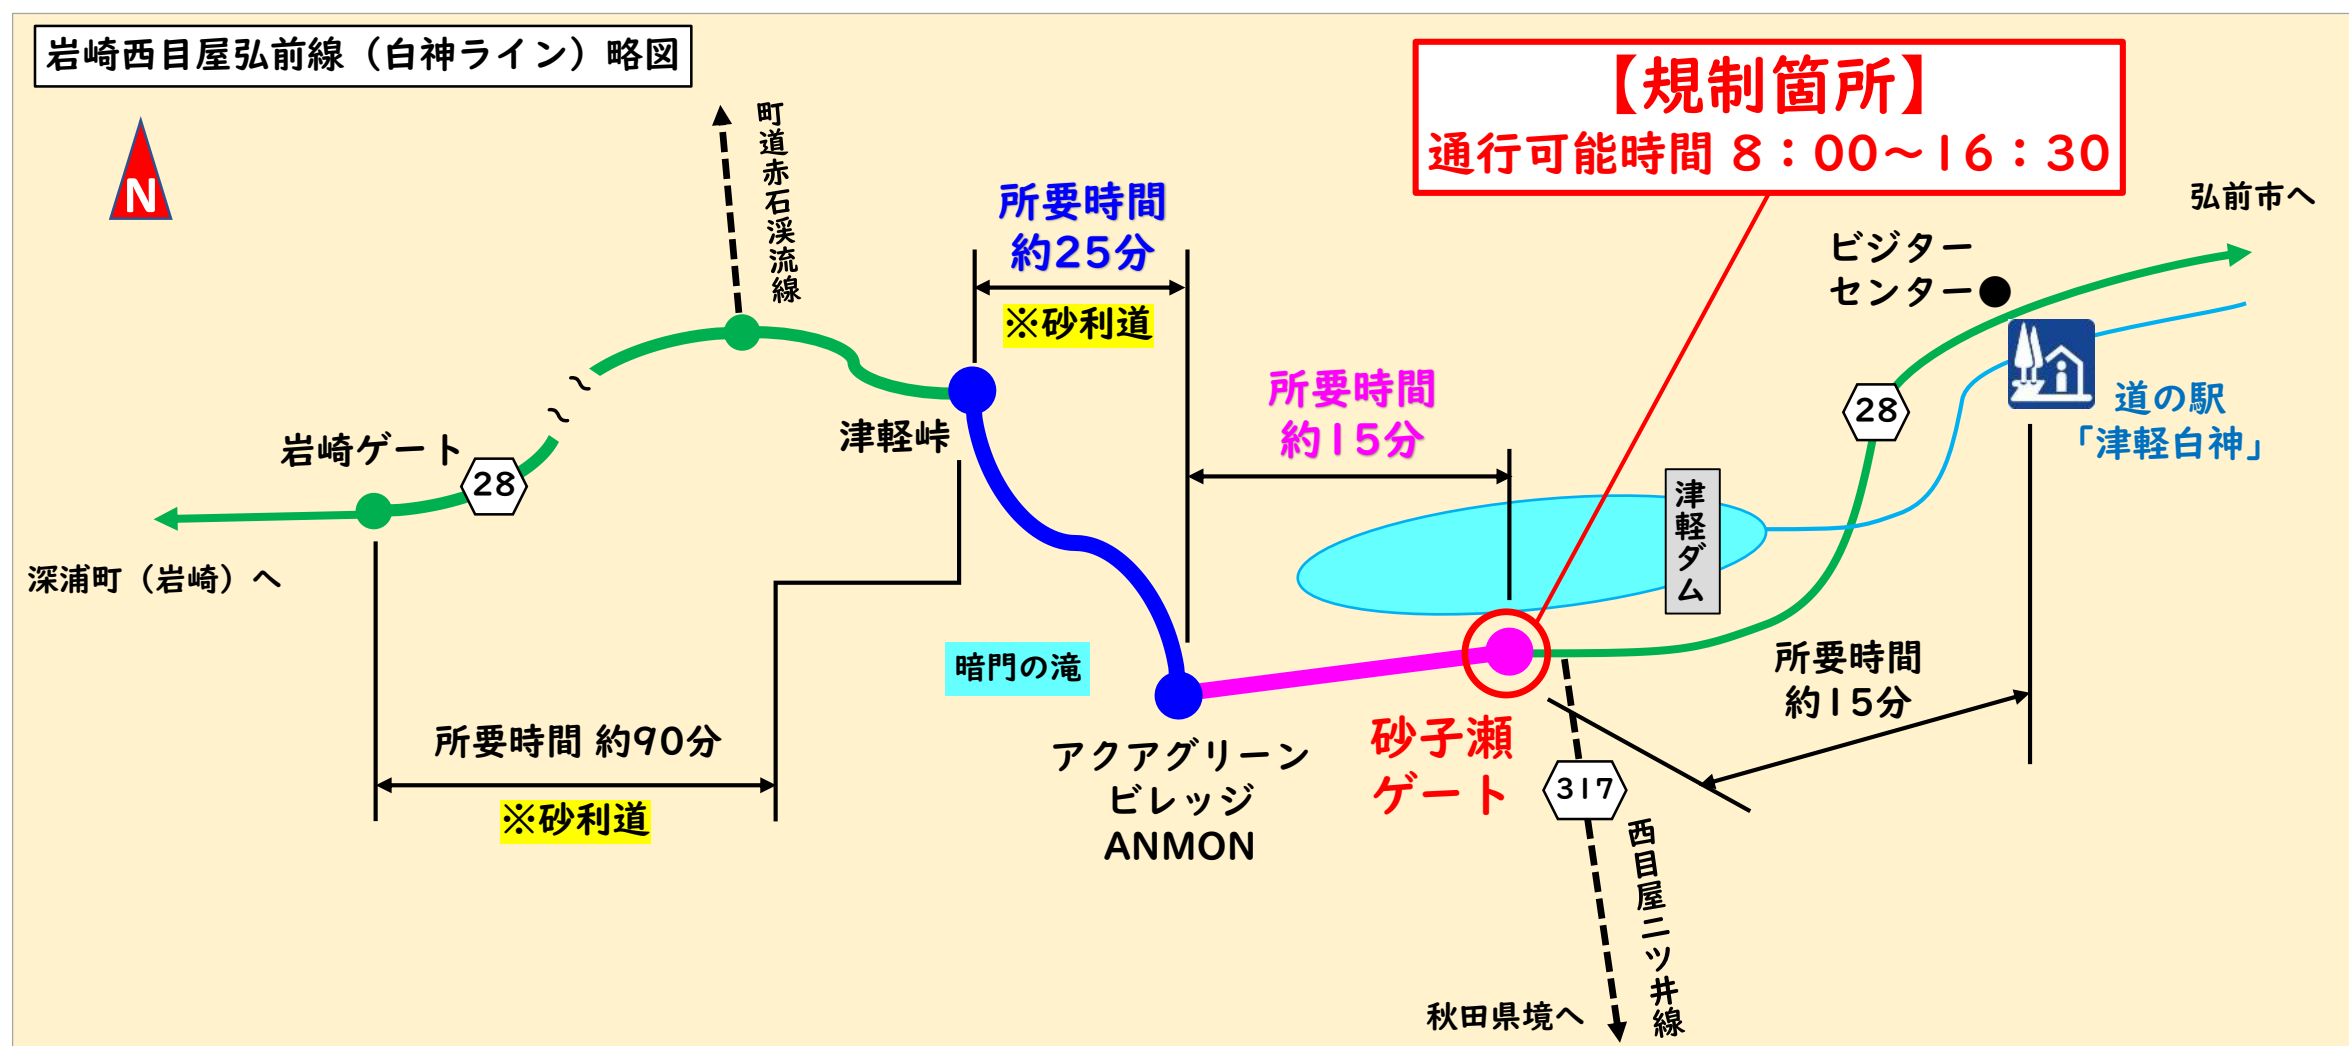 岩崎西目屋弘前線（白神ライン）略図
【規制箇所】
通行可能時間 8：00～16：30
N
町道赤石渓流線
所要時間
約25分
※砂利道
弘前市へ
ビジター
センター
28
道の駅
「津軽白神」
所要時間
約15分
津軽峠
岩崎ゲート
28
津軽ダム
深浦町（岩崎）へ
暗門の滝
所要時間
約15分
所要時間 約90分
※砂利道
アクアグリーン
ビレッジ
ANMON
砂子瀬
ゲート
317
西目屋二ツ井線
秋田県境へ